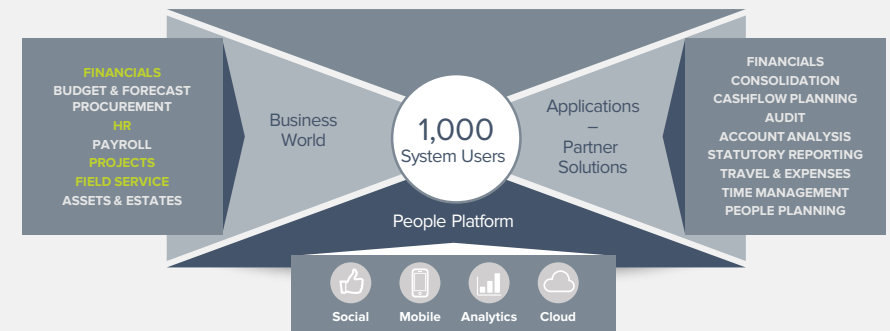 FINANCIALS
BUDGET & FORECAST
PROCUREMENT
HR
PAYROLL
PROJECTS
FIELD SERVICE
ASSETS & ESTATES
Business
World
1,000
System Users
Applications
–
Partner
Solutions
FINANCIALS
CONSOLIDATION
CASHFLOW PLANNING
AUDIT
ACCOUNT ANALYSIS
STATUTORY REPORTING
TRAVEL & EXPENSES
TIME MANAGEMENT
PEOPLE PLANNING
People Platform
Social Mobile Analytics Cloud